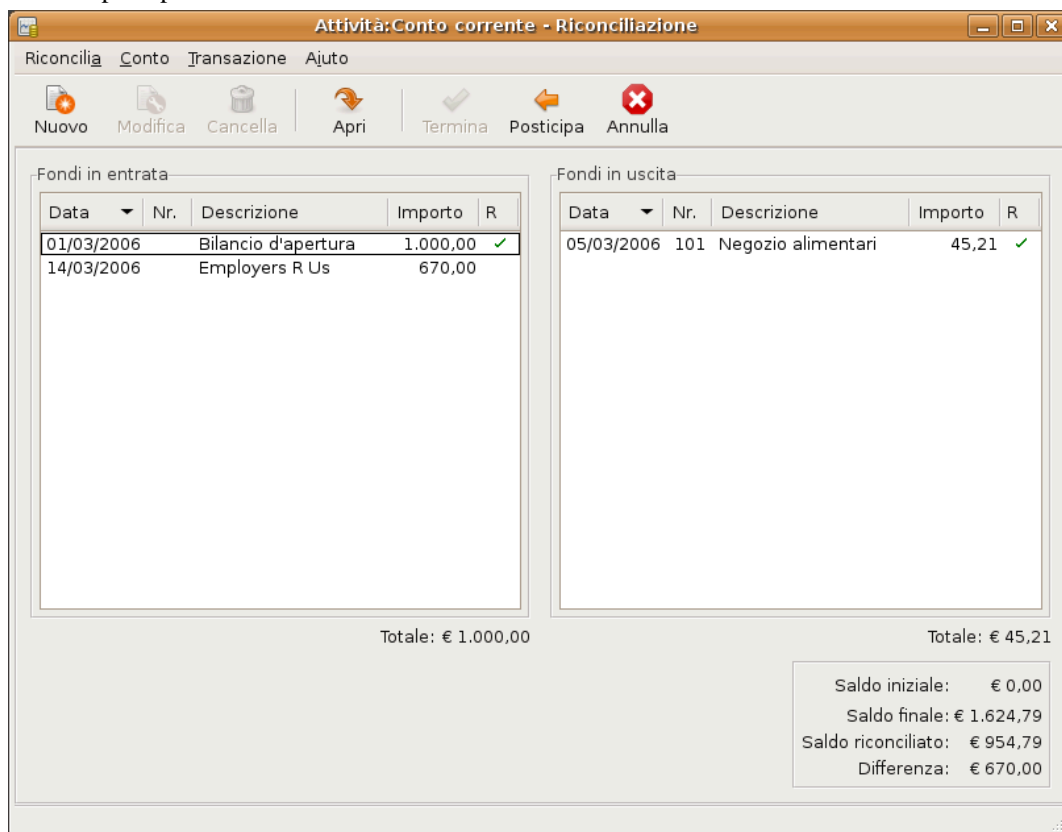 Attività:Conto corrente - Riconciliazione
Riconcilia Conto Transazione Aiuto
Nuovo Modifica Cancella Apri Termina Posticipa Annulla
Fondi in entrata
Data Nr. Descrizione Importo R
01/03/2006 Bilancio d'apertura 1.000,00 ✓
14/03/2006 Employers R Us 670,00
Totale: € 1.000,00
Fondi in uscita
Data Nr. Descrizione Importo R
05/03/2006 101 Negozio alimentari 45,21 ✓
Totale: € 45,21
Saldo iniziale: € 0,00
Saldo finale: € 1.624,79
Saldo riconciliato: € 954,79
Differenza: € 670,00